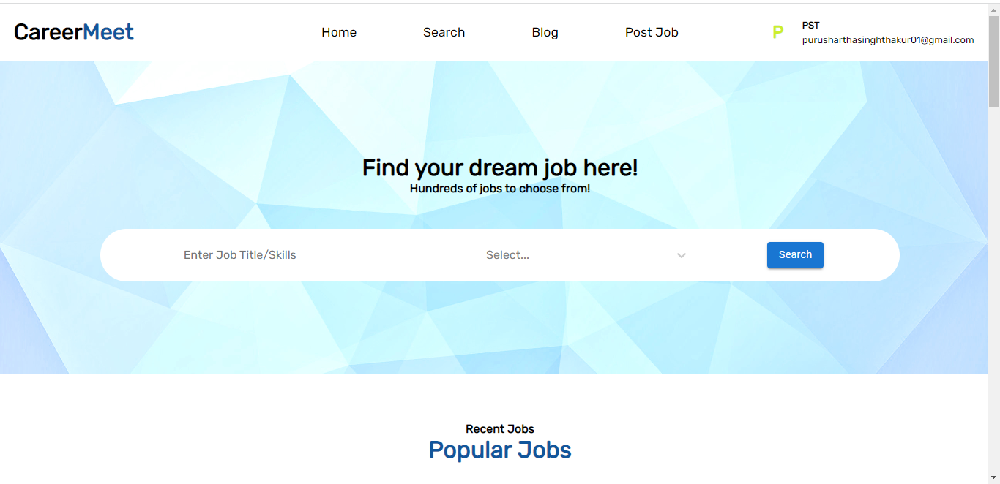 CareerMeet
Home Search Blog Post Job
P
PST
purusharthasinghthakur01@gmail.com
Find your dream job here!
Hundreds of jobs to choose from!
Enter Job Title/Skills Select... Search
Recent Jobs
Popular Jobs